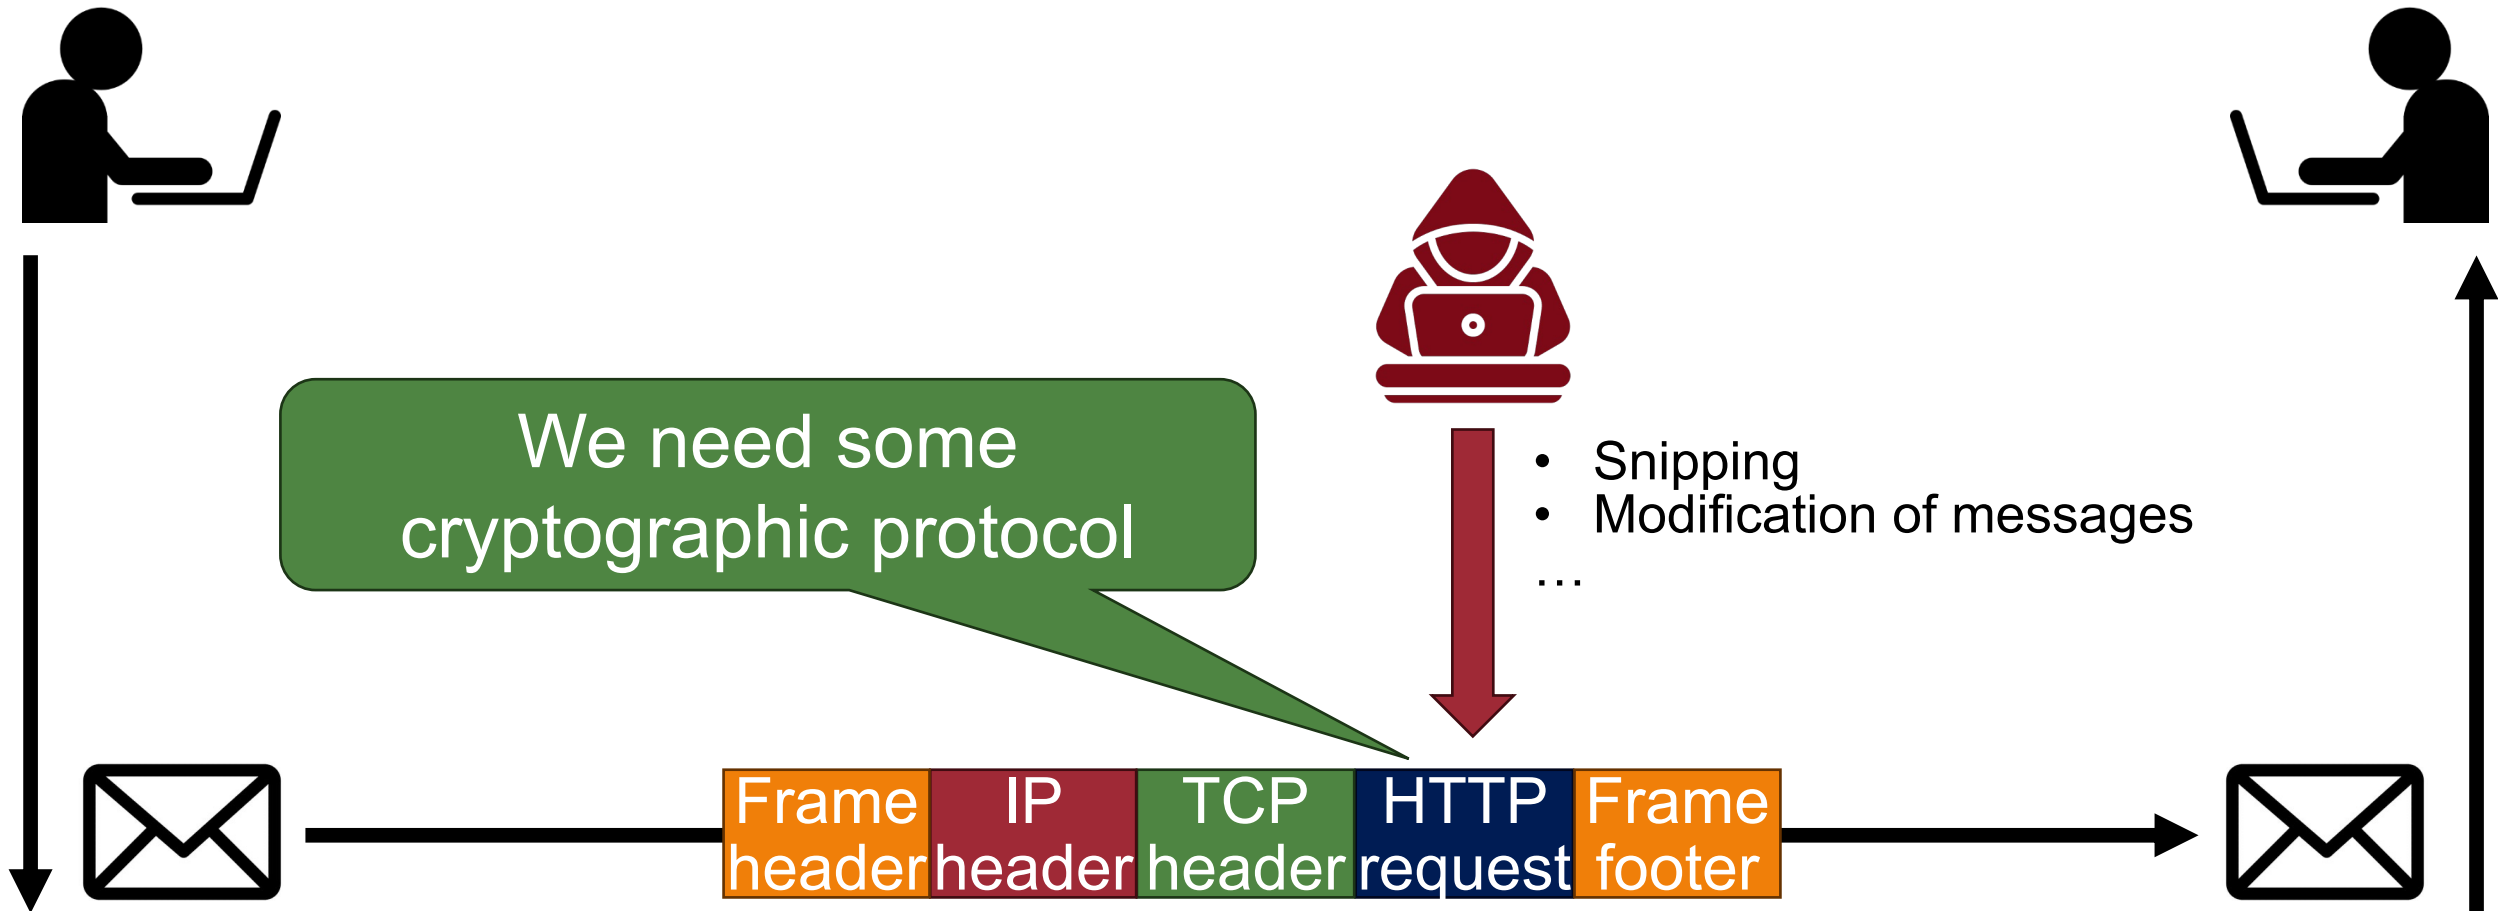 We need some
cryptographic protocol
• Snipping
• Modification of messages
...
Frame
header
IP
header
TCP
header
HTTP
request
Frame
footer